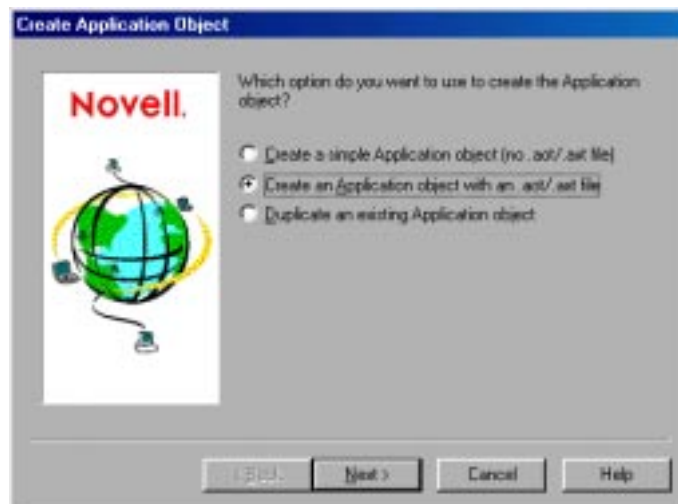 Create Application Object
Novell.
Which option do you want to use to create the Application
object?
Create a simple Application object (no .aot/.axt file)
Create an Application object with an .aot/.axt file
Duplicate an existing Application object
< Back
Next >
Cancel
Help